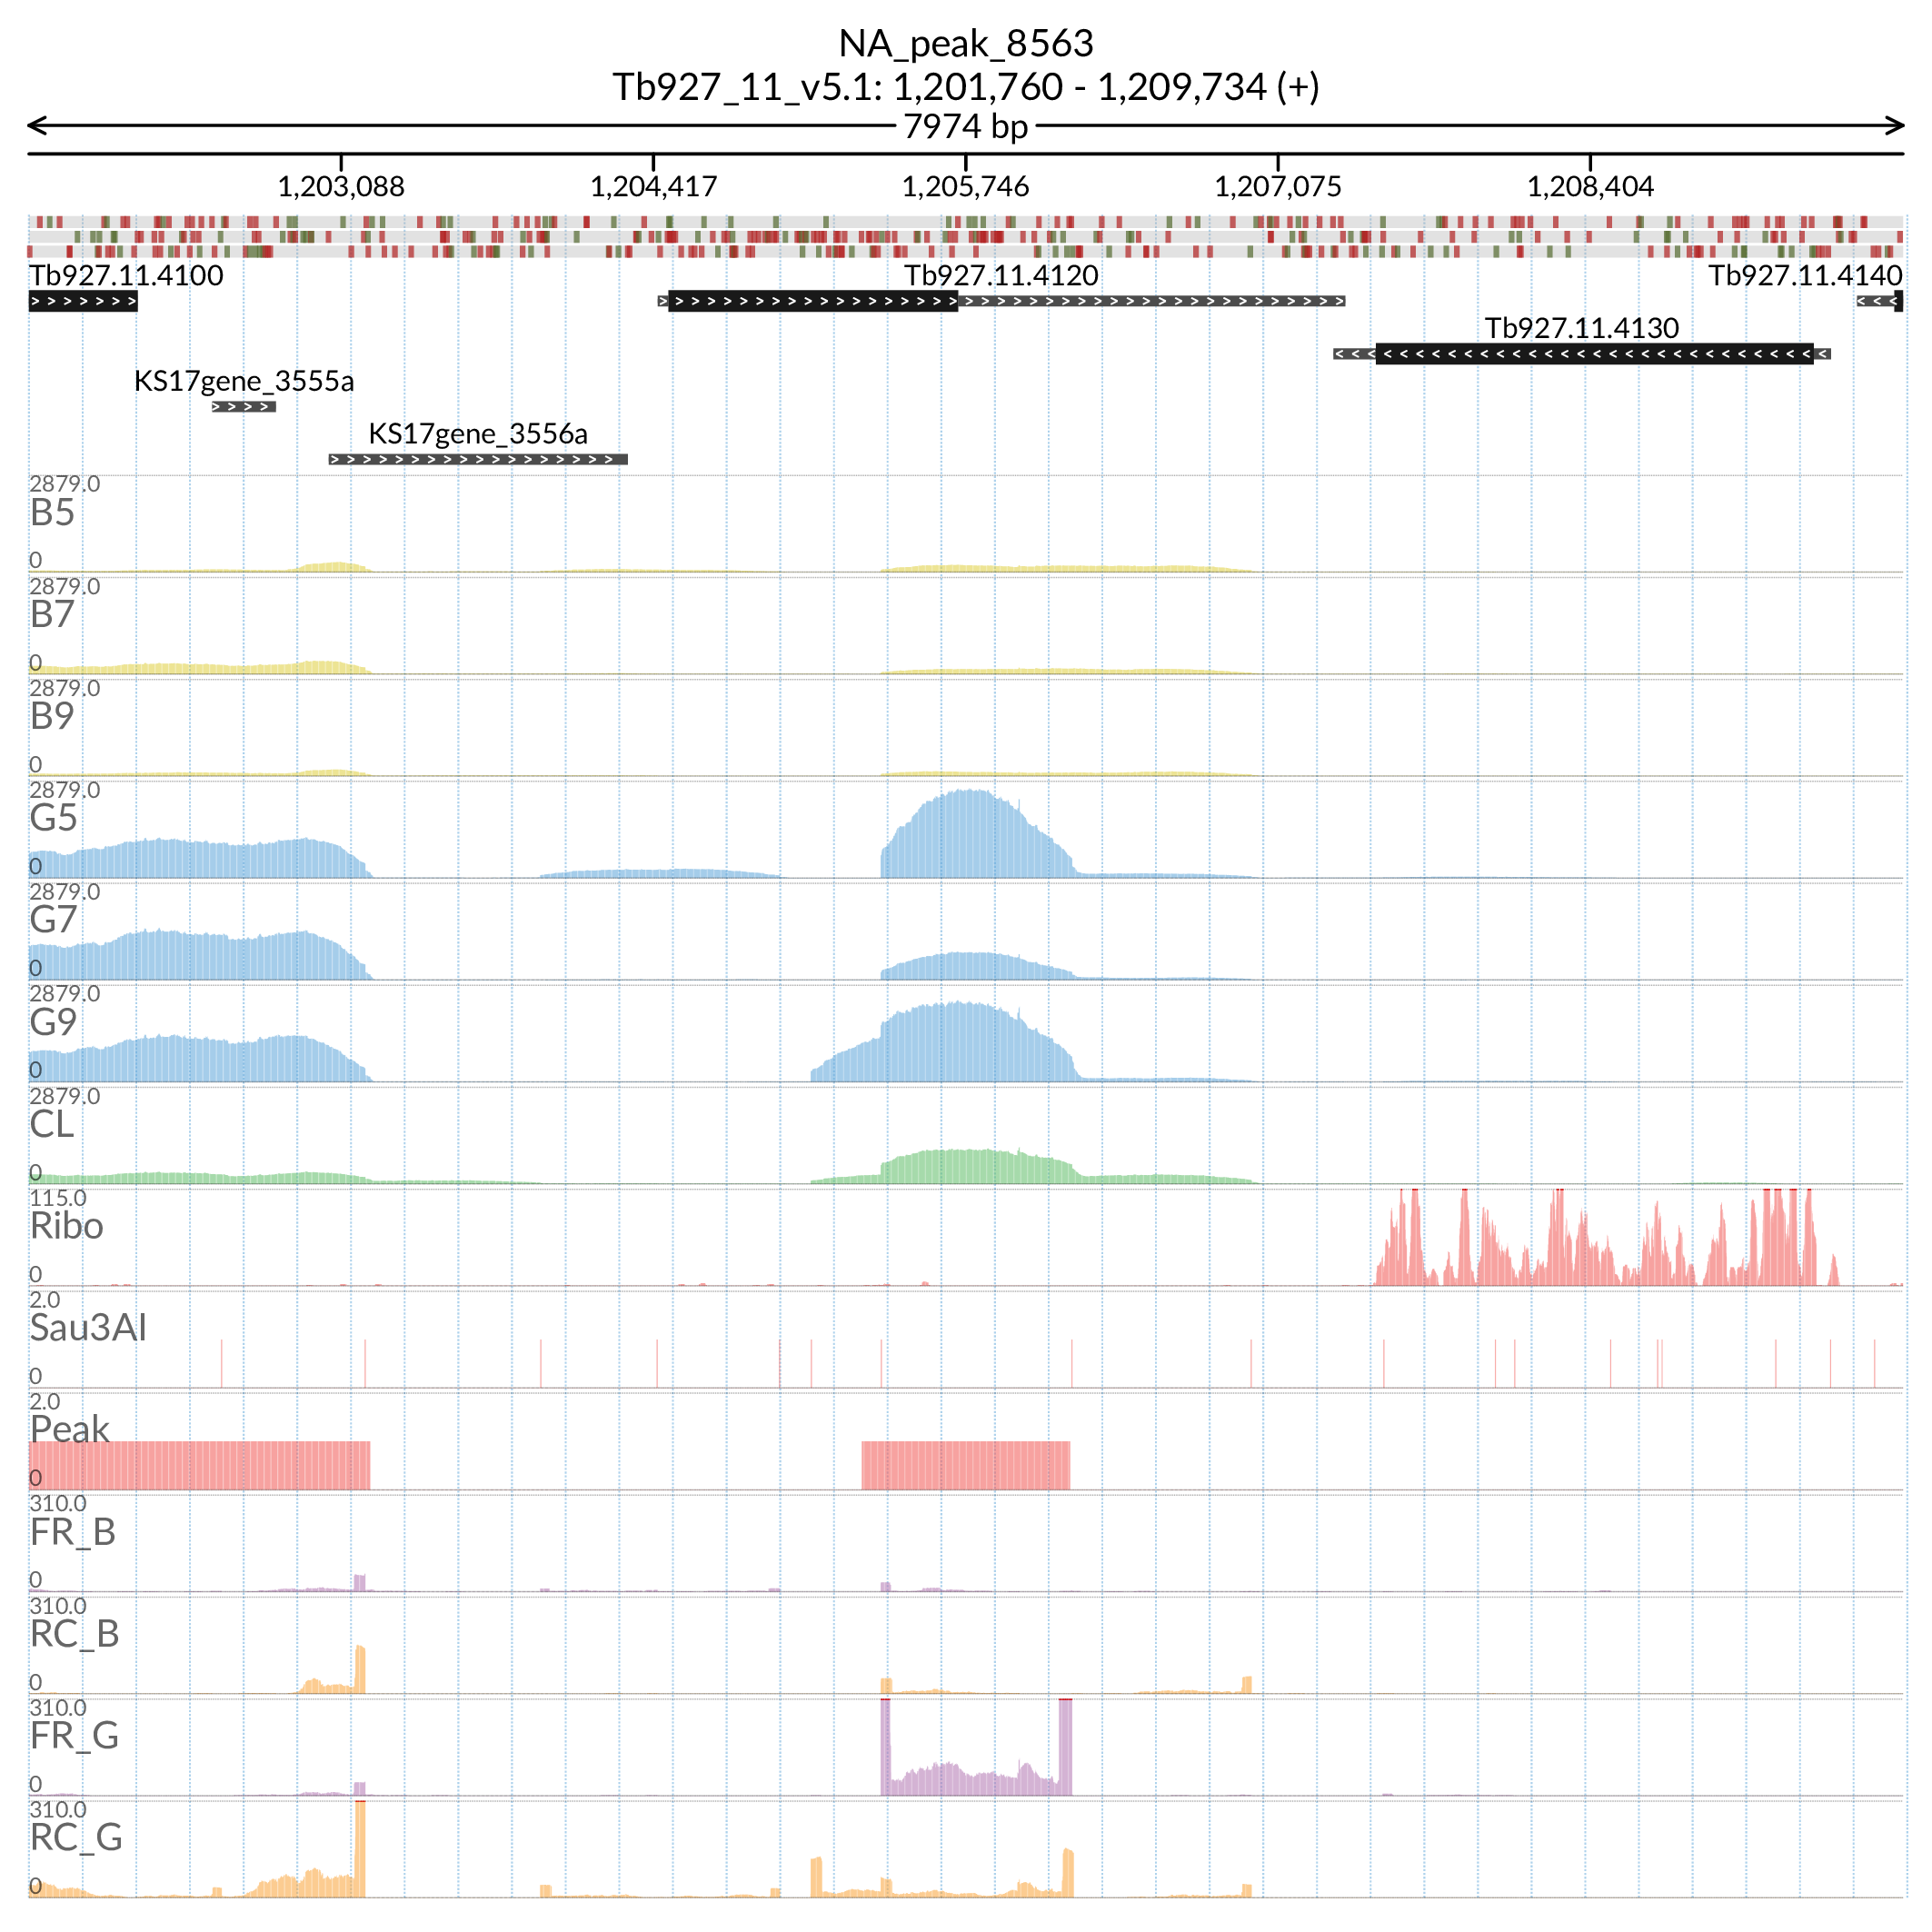 NA_peak_8563
Tb927_11_v5.1: 1,201,760 - 1,209,734 (+)
7974 bp
1,203,088 1,204,417 1,205,746 1,207,075 1,208,404
Tb927.11.4100 Tb927.11.4120 Tb927.11.4140
Tb927.11.4130
KS17gene_3555a
KS17gene_3556a
2879.0
B5
0
2879.0
B7
0
2879.0
B9
0
2879.0
G5
0
2879.0
G7
0
2879.0
G9
0
2879.0
CL
0
115.0
Ribo
0
2.0
Sau3AI
0
2.0
Peak
0
310.0
FR_B
0
310.0
RC_B
0
310.0
FR_G
0
310.0
RC_G
0